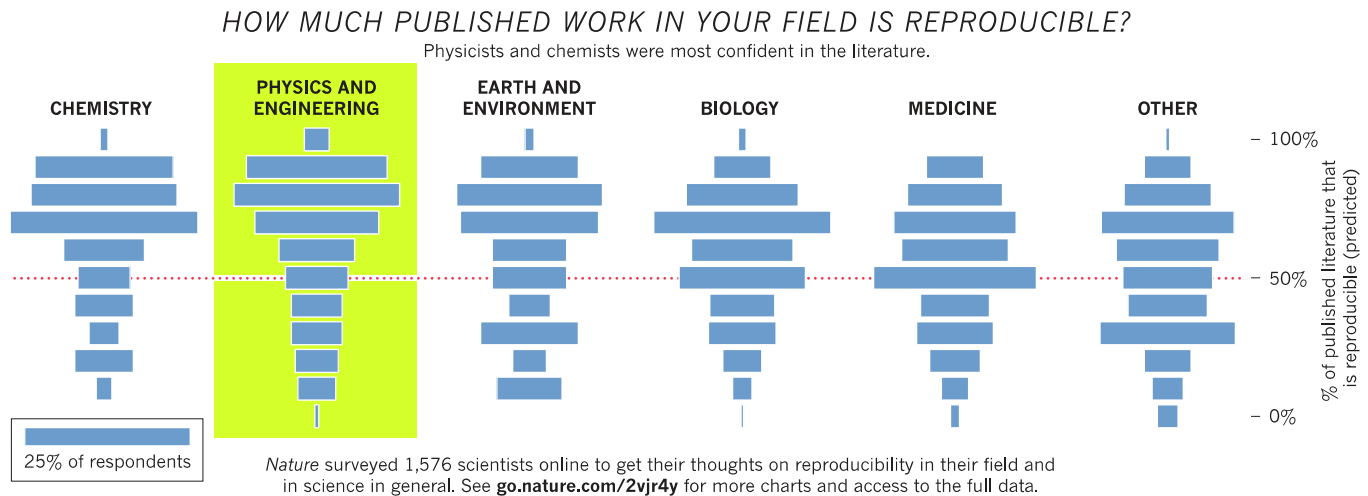 HOW MUCH PUBLISHED WORK IN YOUR FIELD IS REPRODUCIBLE?
Physicists and chemists were most confident in the literature.
CHEMISTRY
PHYSICS AND
ENGINEERING
EARTH AND
ENVIRONMENT
BIOLOGY
MEDICINE
OTHER
100%
50%
0%
% of published literature that
is reproducible (predicted)
25% of respondents
Nature surveyed 1,576 scientists online to get their thoughts on reproducibility in their field and
in science in general. See go.nature.com/2vjr4y for more charts and access to the full data.